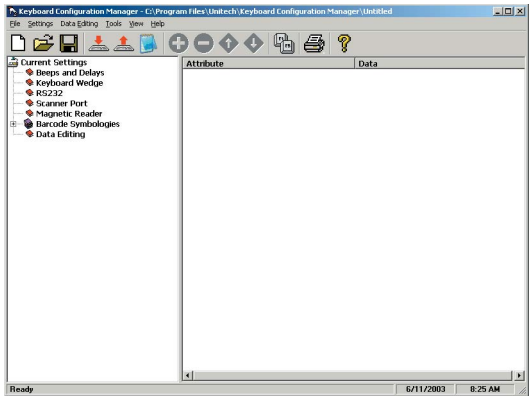 Keyboard Configuration Manager - C:\Program Files\Unitech\Keyboard Configuration Manager\Untitled
File Settings Data Editing Tools View Help
Current Settings
Attribute Data
Beeps and Delays
Keyboard Wedge
RS232
Scanner Port
Magnetic Reader
Barcode Symbologies
Data Editing
Ready 6/11/2003 8:25 AM